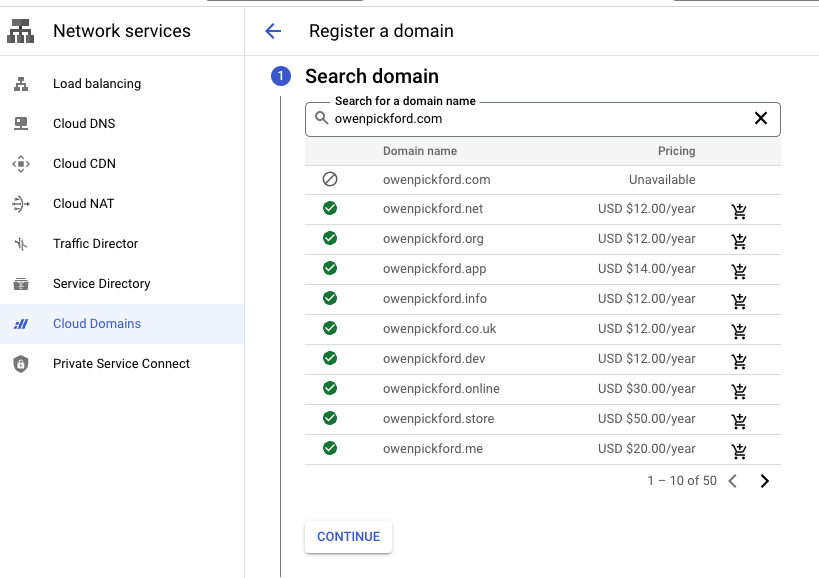 Network services
Register a domain
Load balancing
Cloud DNS
Cloud CDN
Cloud NAT
Traffic Director
Service Directory
Cloud Domains
Private Service Connect
1 Search domain
Search for a domain name
owenpickford.com
Domain name Pricing
owenpickford.com Unavailable
owenpickford.net USD $12.00/year
owenpickford.org USD $12.00/year
owenpickford.app USD $14.00/year
owenpickford.info USD $12.00/year
owenpickford.co.uk USD $12.00/year
owenpickford.dev USD $12.00/year
owenpickford.online USD $30.00/year
owenpickford.store USD $50.00/year
owenpickford.me USD $20.00/year
1 – 10 of 50
CONTINUE